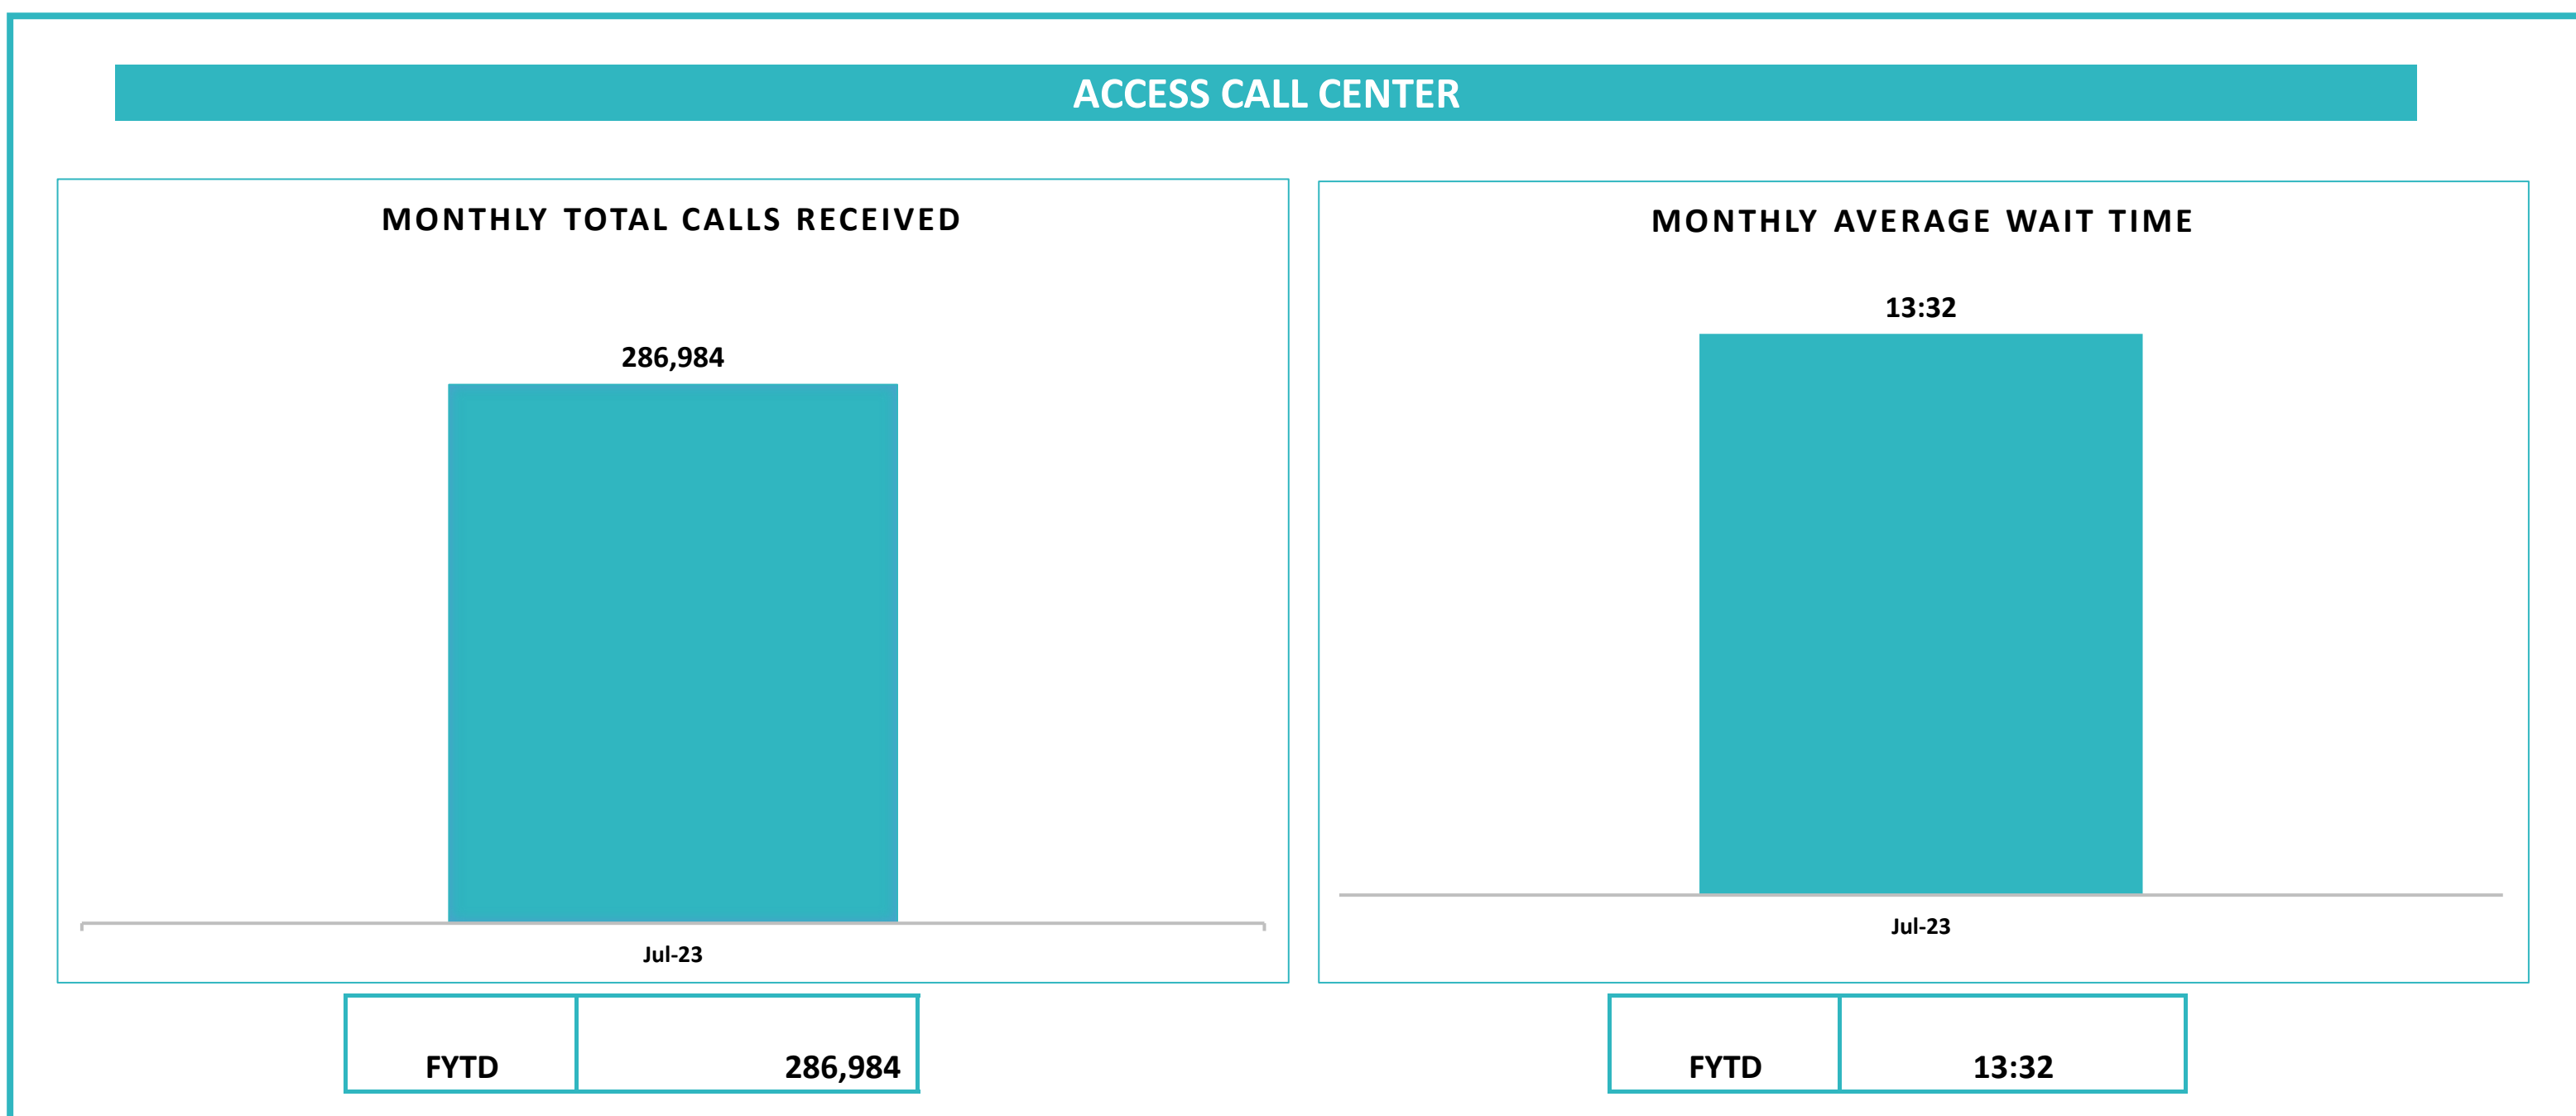 ACCESS CALL CENTER
MONTHLY TOTAL CALLS RECEIVED
286,984
Jul-23
FYTD 286,984
MONTHLY AVERAGE WAIT TIME
13:32
Jul-23
FYTD 13:32